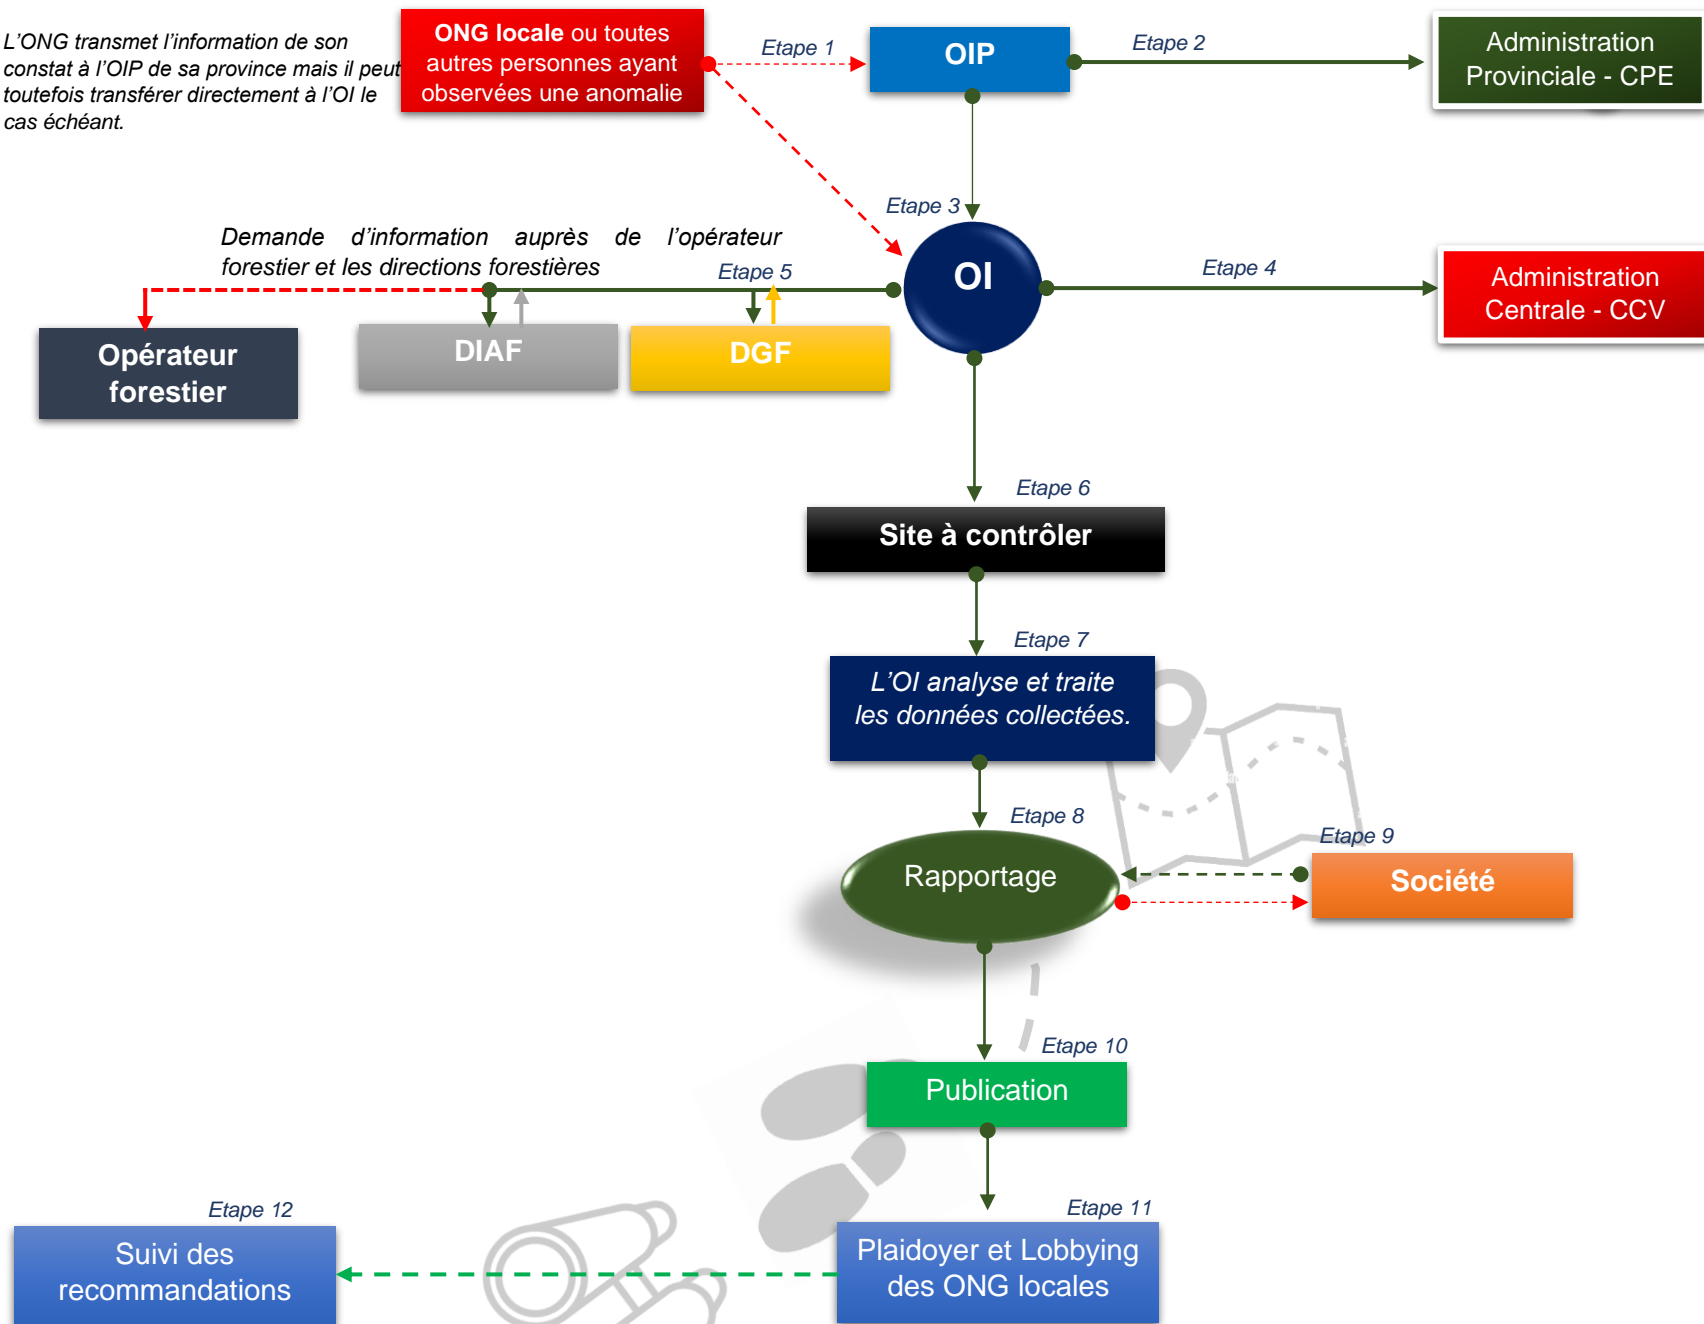 L'ONG transmet l'information de son
constat à l'OIP de sa province mais il peut
toutefois transférer directement à l'OI le
cas échéant.
ONG locale ou toutes
autres personnes ayant
observées une anomalie
Etape 1
OIP
Etape 2
Administration
Provinciale - CPE
Etape 3
Demande d'information auprès de l'opérateur
forestier et les directions forestières
Etape 5
OI
Etape 4
Administration
Centrale - CCV
Opérateur
forestier
DIAF
DGF
Etape 6
Site à contrôler
Etape 7
L'OI analyse et traite
les données collectées.
Etape 8
Rapportage
Etape 9
Société
Etape 10
Publication
Etape 11
Plaidoyer et Lobbying
des ONG locales
Etape 12
Suivi des
recommandations